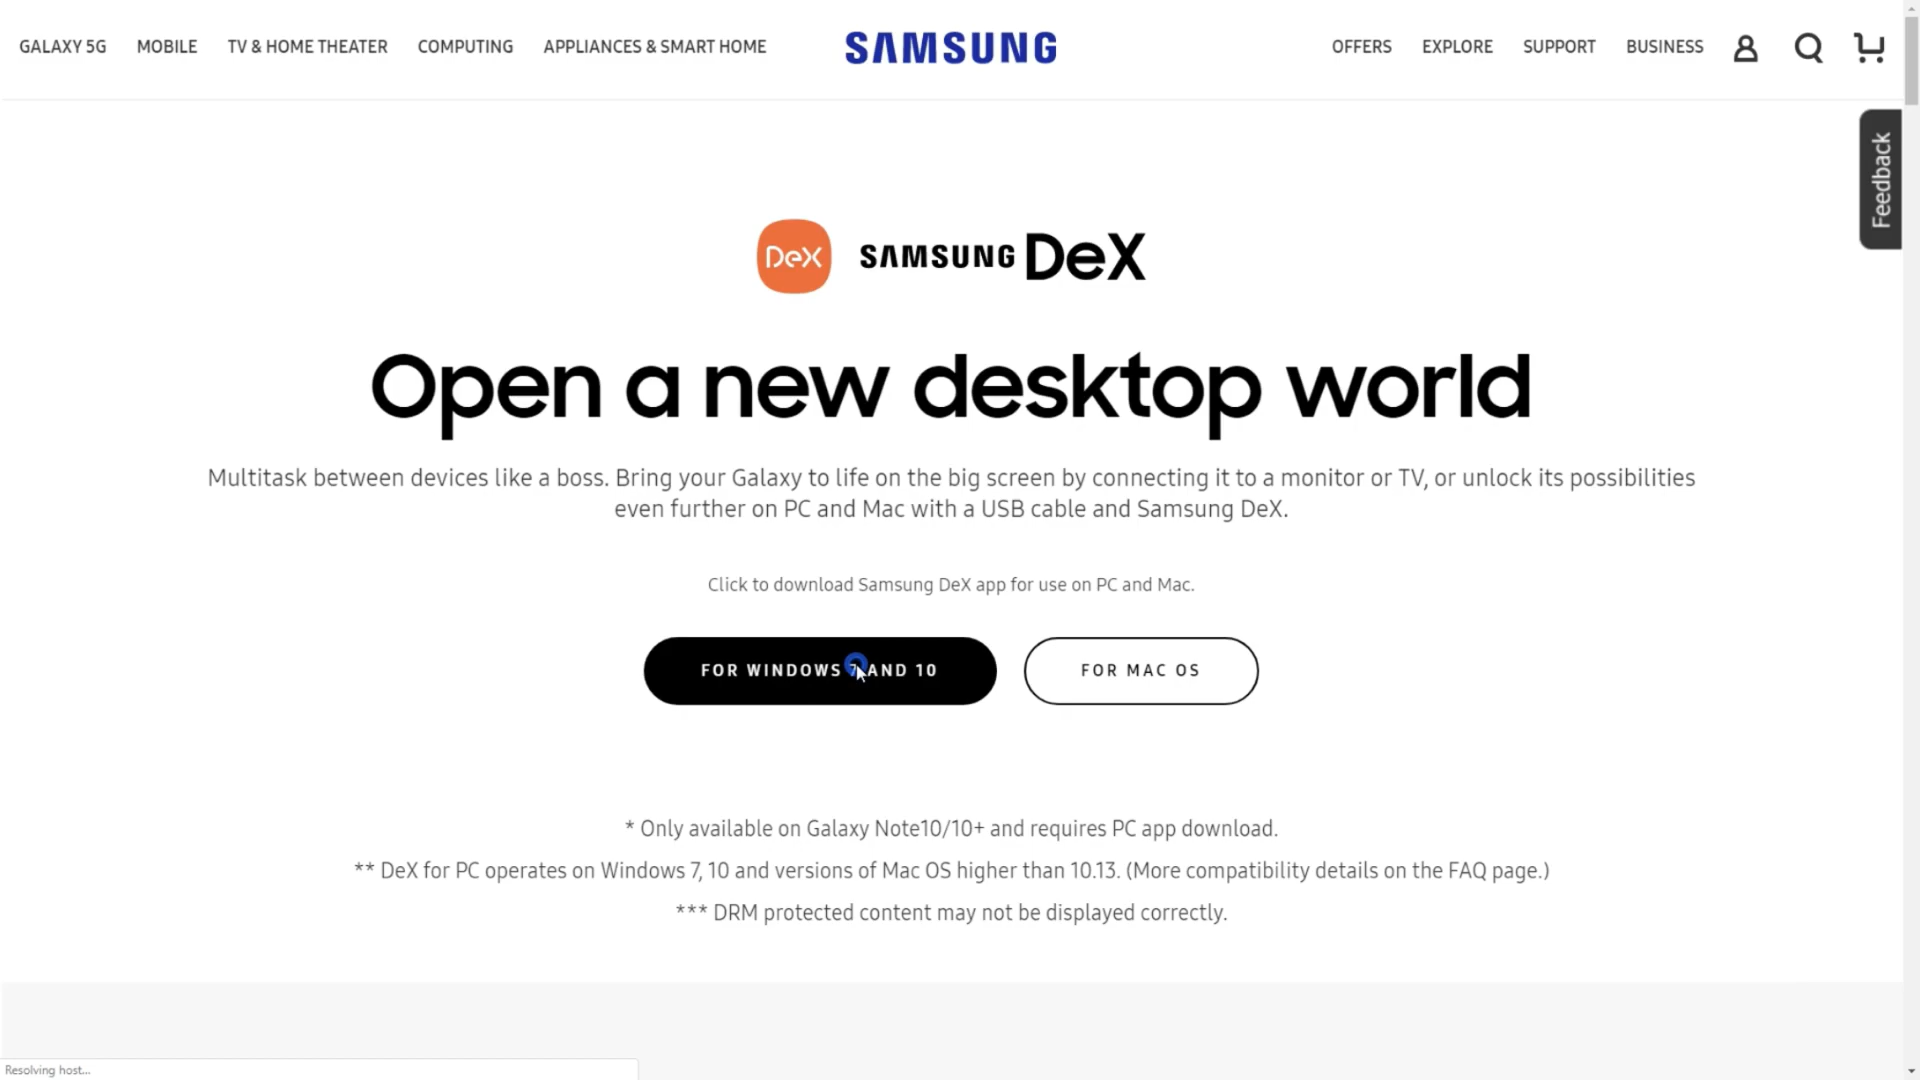 GALAXY 5G MOBILE TV & HOME THEATER COMPUTING APPLIANCES & SMART HOME SAMSUNG OFFERS EXPLORE SUPPORT BUSINESS
Feedback
DeX SAMSUNG DeX
Open a new desktop world
Multitask between devices like a boss. Bring your Galaxy to life on the big screen by connecting it to a monitor or TV, or unlock its possibilities
even further on PC and Mac with a USB cable and Samsung DeX.
Click to download Samsung DeX app for use on PC and Mac.
FOR WINDOWS 7 AND 10 FOR MAC OS
* Only available on Galaxy Note10/10+ and requires PC app download.
** DeX for PC operates on Windows 7, 10 and versions of Mac OS higher than 10.13. (More compatibility details on the FAQ page.)
*** DRM protected content may not be displayed correctly.
Resolving host...